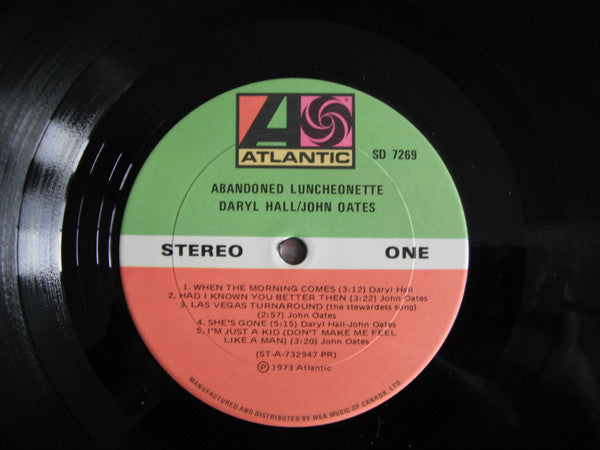 ATLANTIC
SD 7269
ABANDONED LUNCHEONETTE
DARYL HALL/JOHN OATES
STEREO
ONE
1. WHEN THE MORNING COMES (3:12) Daryl Hall
2. HAD I KNOWN YOU BETTER THEN (3:22) John Oates
3. LAS VEGAS TURNAROUND (the stewardess song)
(2:57) John Oates
4. SHE'S GONE (5:15) Daryl Hall-John Oates
5. I'M JUST A KID (DON'T MAKE ME FEEL
LIKE A MAN) (3:20) John Oates
(ST-A-732947 PR)
Ⓟ 1973 Atlantic
MANUFACTURED AND DISTRIBUTED BY WEA MUSIC OF CANADA, LTD.